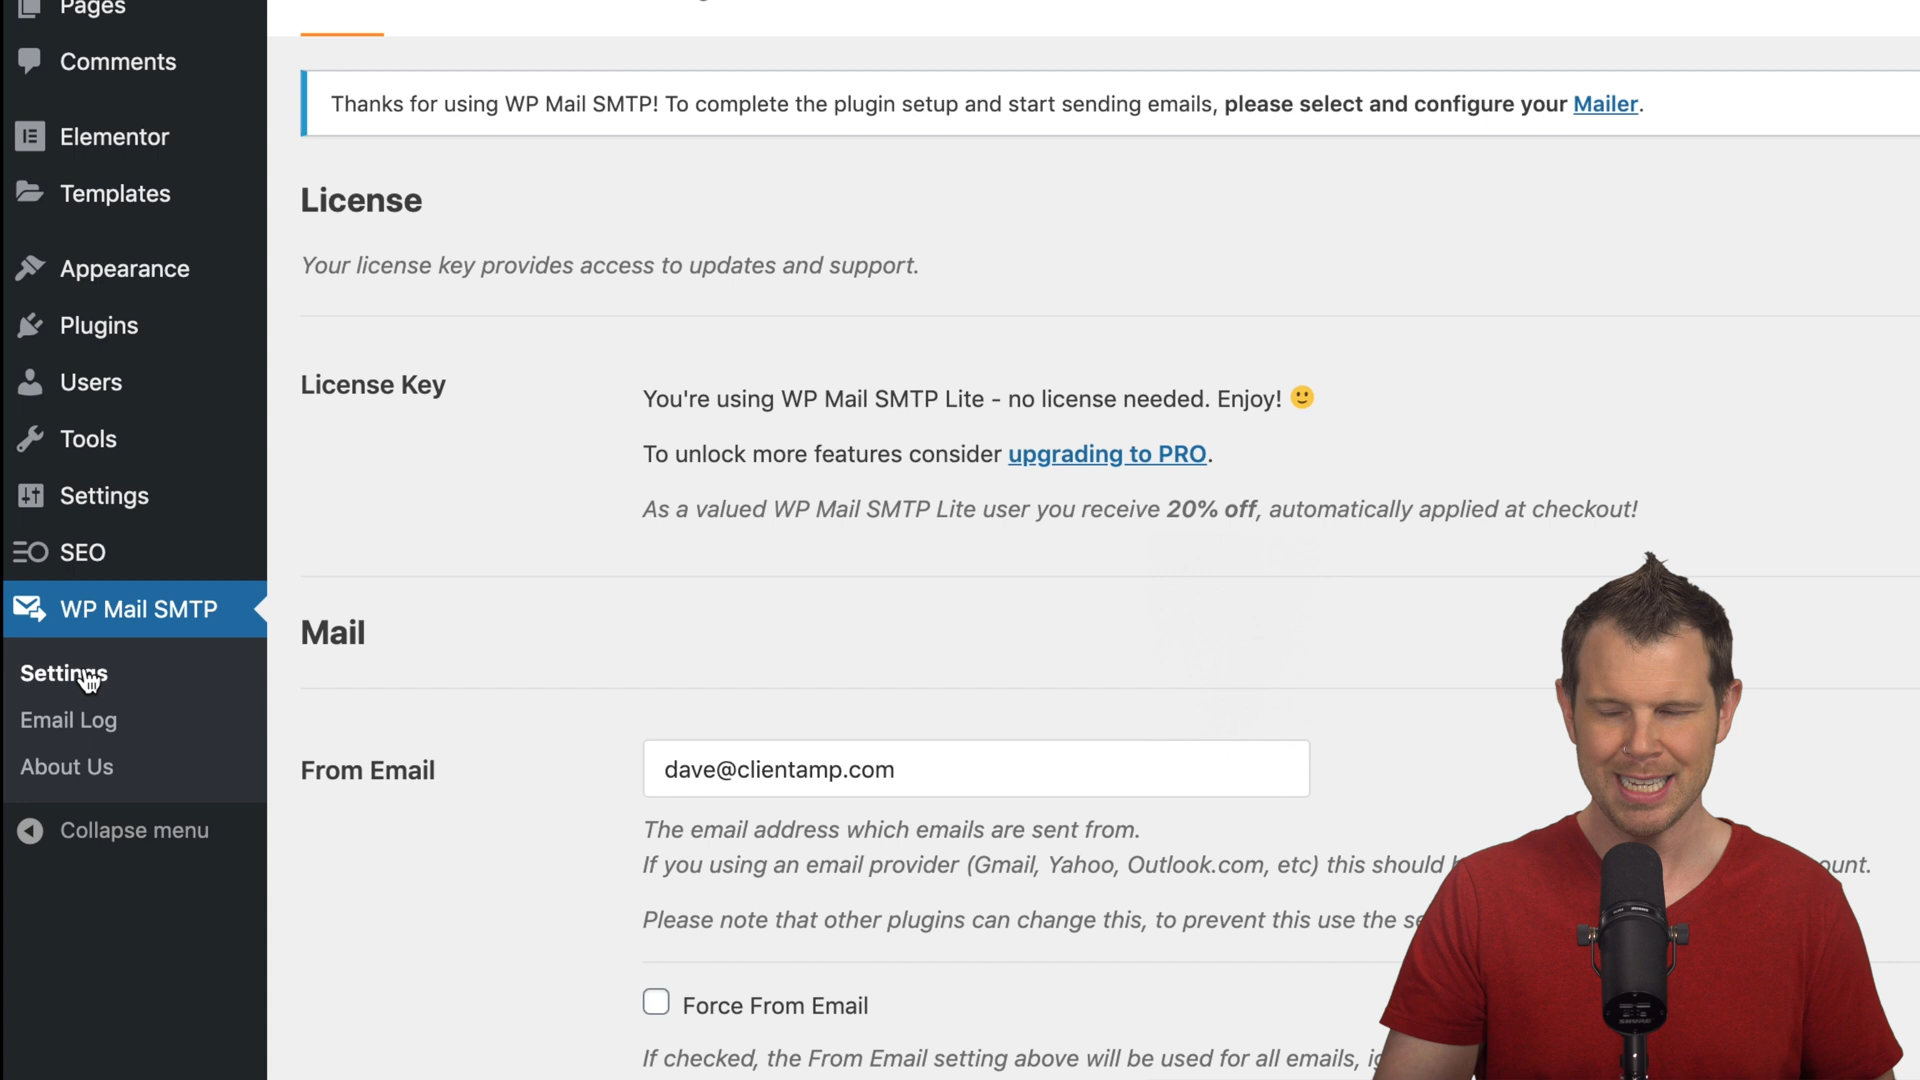 Pages
Comments
Elementor
Templates
Appearance
Plugins
Users
Tools
Settings
SEO
WP Mail SMTP
Settings
Email Log
About Us
Collapse menu
Thanks for using WP Mail SMTP! To complete the plugin setup and start sending emails, please select and configure your Mailer.
License
Your license key provides access to updates and support.
License Key
You're using WP Mail SMTP Lite - no license needed. Enjoy! 🙂
To unlock more features consider upgrading to PRO.
As a valued WP Mail SMTP Lite user you receive 20% off, automatically applied at checkout!
Mail
From Email
dave@clientamp.com
The email address which emails are sent from.
If you using an email provider (Gmail, Yahoo, Outlook.com, etc) this should
Please note that other plugins can change this, to prevent this use the
Force From Email
If checked, the From Email setting above will be used for all emails,
SHURE